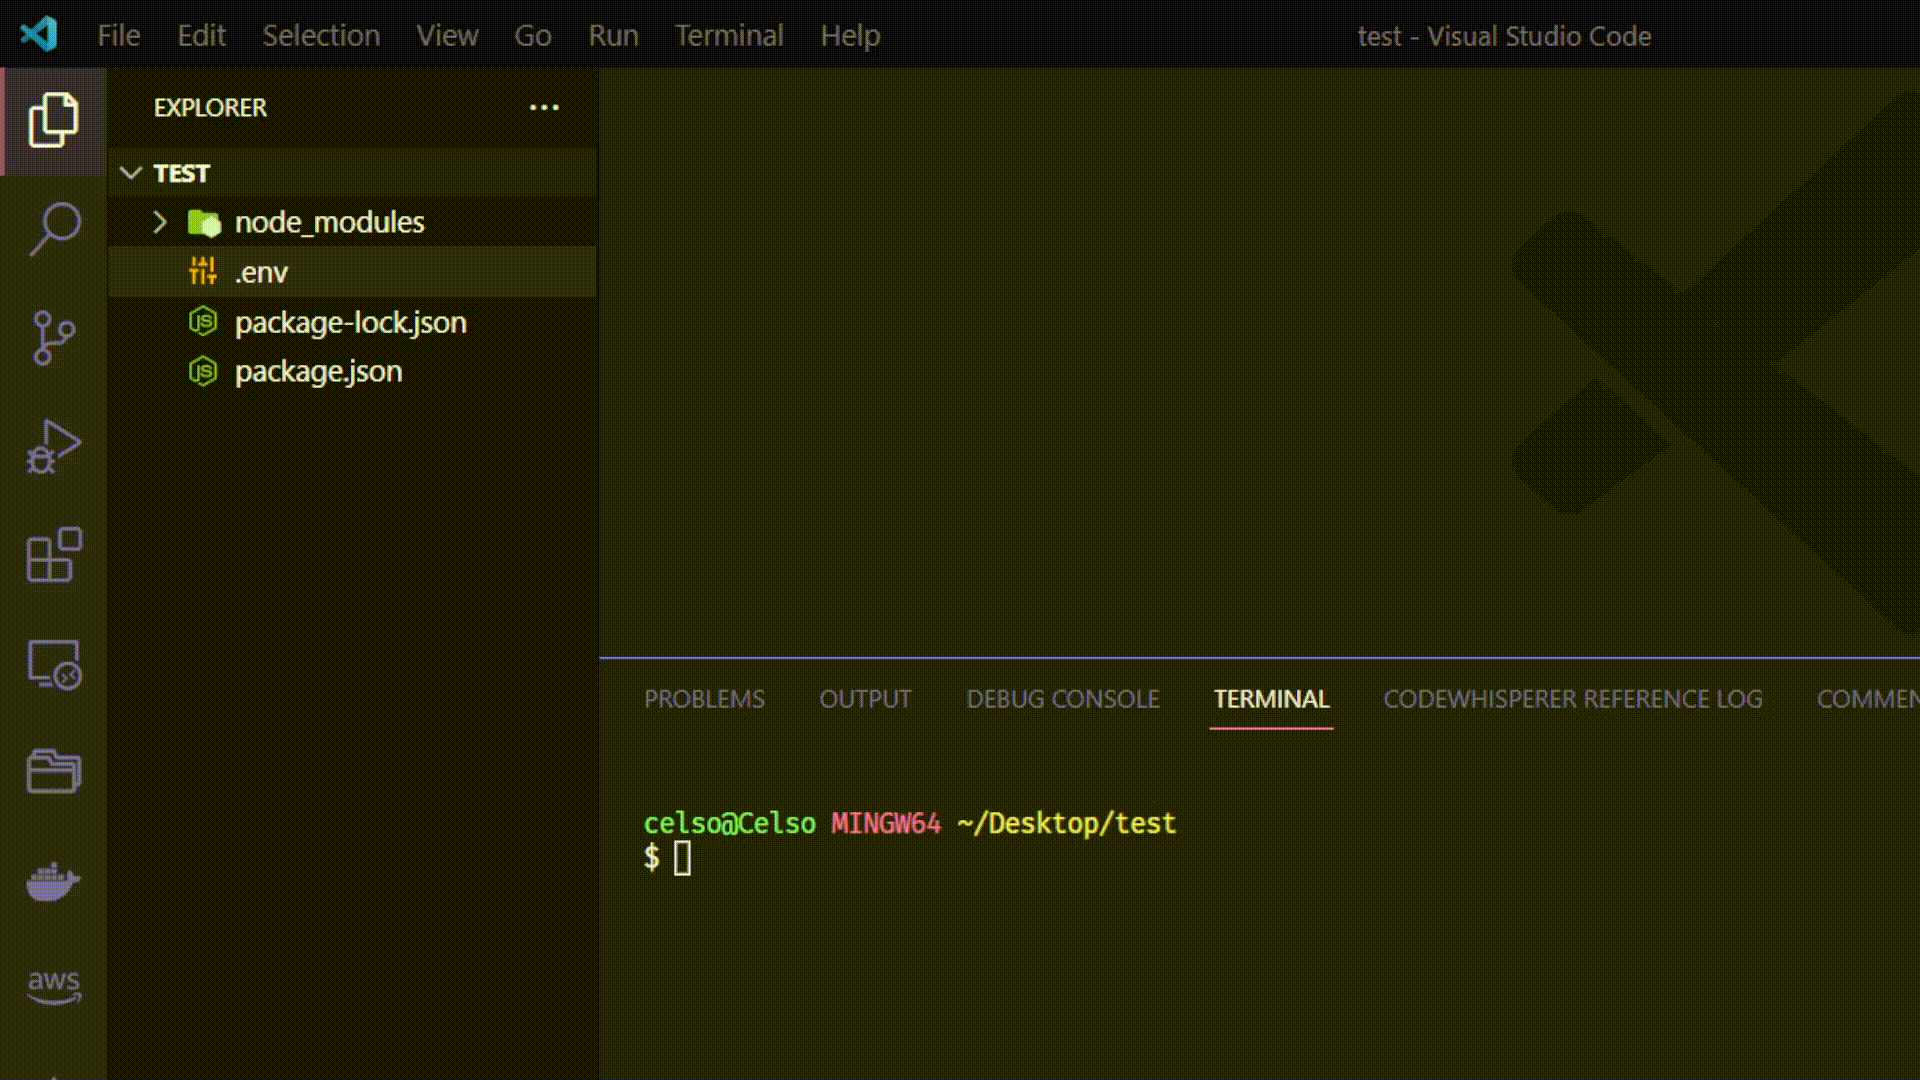 File Edit Selection View Go Run Terminal Help
test - Visual Studio Code
EXPLORER
TEST
node_modules
.env
package-lock.json
package.json
PROBLEMS OUTPUT DEBUG CONSOLE TERMINAL CODEWHISPERER REFERENCE LOG COMMEN
celso@Celso MINGW64 ~/Desktop/test
$
aws